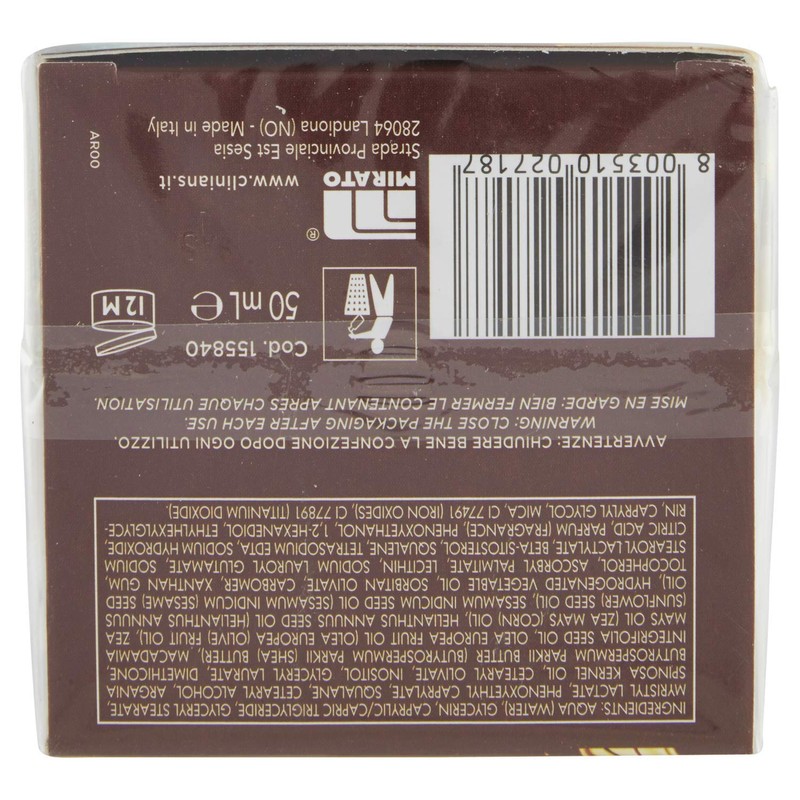 INGREDIENTS: AQUA (WATER), GLYCERIN, CAPRYLIC/CAPRIC TRIGLYCERIDE, GLYCERYL STEARATE,
MYRISTYL LACTATE, PHENOXYETHYL CAPRYLATE, SQUALANE, CETEARYL ALCOHOL, ARGANIA
SPINOSA KERNEL OIL, CETEARYL OLIVATE, INOSITOL, GLYCERYL LAURATE, DIMETHICONE,
BUTYROSPERMUM PARKII BUTTER (BUTYROSPERMUM PARKII (SHEA) BUTTER), MACADAMIA
INTEGRIFOLIA SEED OIL, OLEA EUROPEA FRUIT OIL (OLEA EUROPEA (OLIVE) FRUIT OIL), ZEA
MAYS OIL (ZEA MAYS (CORN) OIL), HELIANTHUS ANNUUS SEED OIL (HELIANTHUS ANNUUS
(SUNFLOWER) SEED OIL), SESAMUM INDICUM SEED OIL (SESAMUM INDICUM (SESAME) SEED
OIL), HYDROGENATED VEGETABLE OIL, SORBITAN OLIVATE, CARBOMER, XANTHAN GUM,
TOCOPHEROL, ASCORBYL PALMITATE, LECITHIN, SODIUM LAUROYL GLUTAMATE, SODIUM
STEAROYL LACTYLATE, BETA-SITOSTEROL, SQUALENE, TETRASODIUM EDTA, SODIUM HYDROXIDE,
CITRIC ACID, PARFUM (FRAGRANCE), PHENOXYETHANOL, 1,2-HEXANEDIOL, ETHYLHEXYLGLYCE-
RIN, CAPRYLYL GLYCOL, MICA, CI 77491 (IRON OXIDES), CI 77891 (TITANIUM DIOXIDE).
AVVERTENZE: CHIUDERE BENE LA CONFEZIONE DOPO OGNI UTILIZZO.
WARNING: CLOSE THE PACKAGING AFTER EACH USE.
MISE EN GARDE: BIEN FERMER LE CONTENANT APRÈS CHAQUE UTILISATION.
Cod. 155840
50 mL ℮
12 M
®
MIRATO
www.clinians.it
Strada Provinciale Est Sesia
28064 Landiona (NO) - Made in Italy
8 003510 027187
AR00